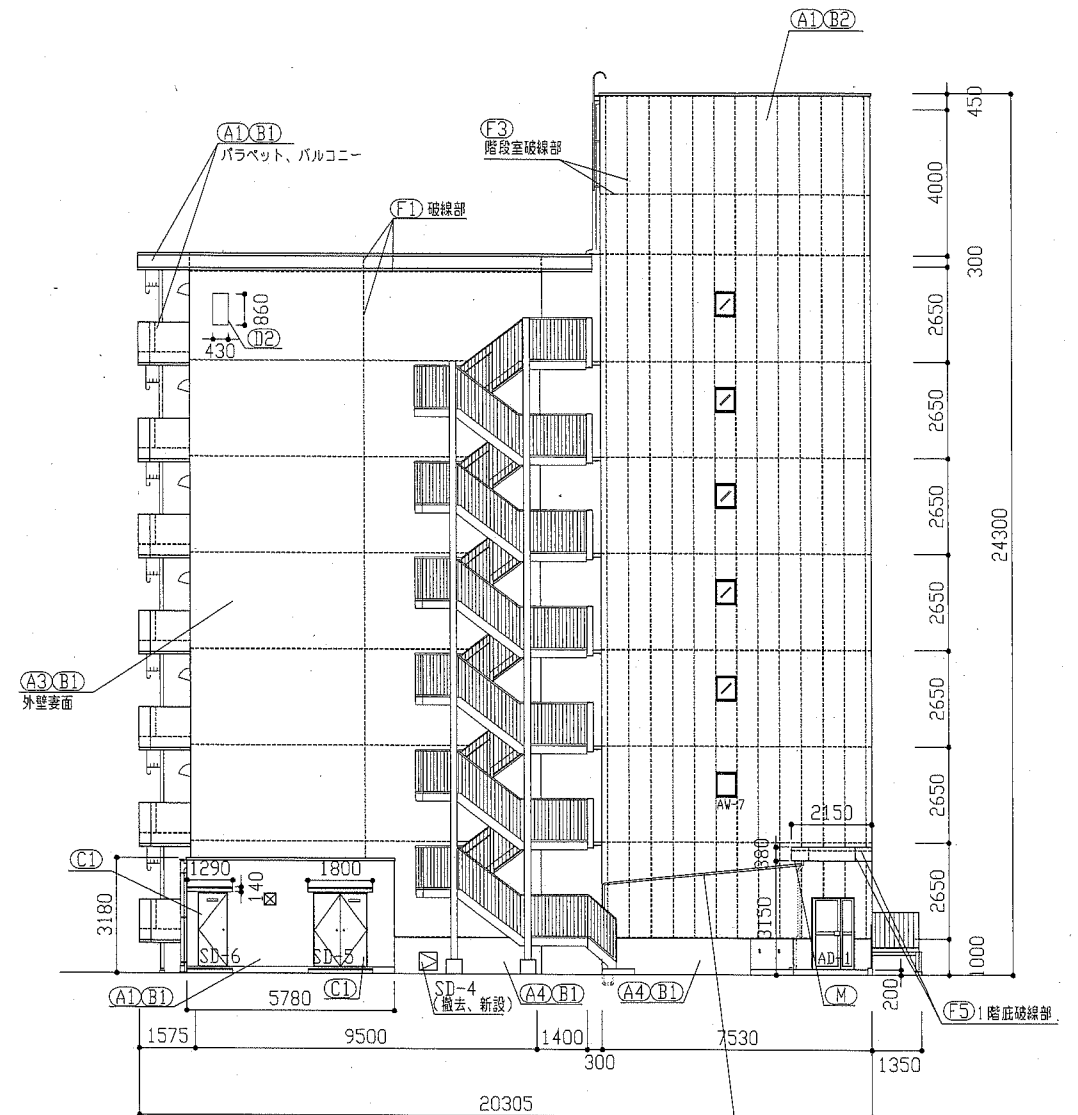 A1 B2
450
F3
階段室破線部
A1 B1
パラペット、バルコニー
4000
F1 破線部
300
860
D2
430
2650
2650
2650
24300
2650
2650
A3 B1
外壁妻面
2650
AW-7
2150
380
C1
1290
1800
140
2650
3180
3150
SD-6
SD-5
AD-1
1000
A1 B1
5780
C1
SD-4
(撤去、新設)
A4 B1
A4 B1
M
200
F5 1階庇破線部
1575
9500
1400
300
7530
1350
20305